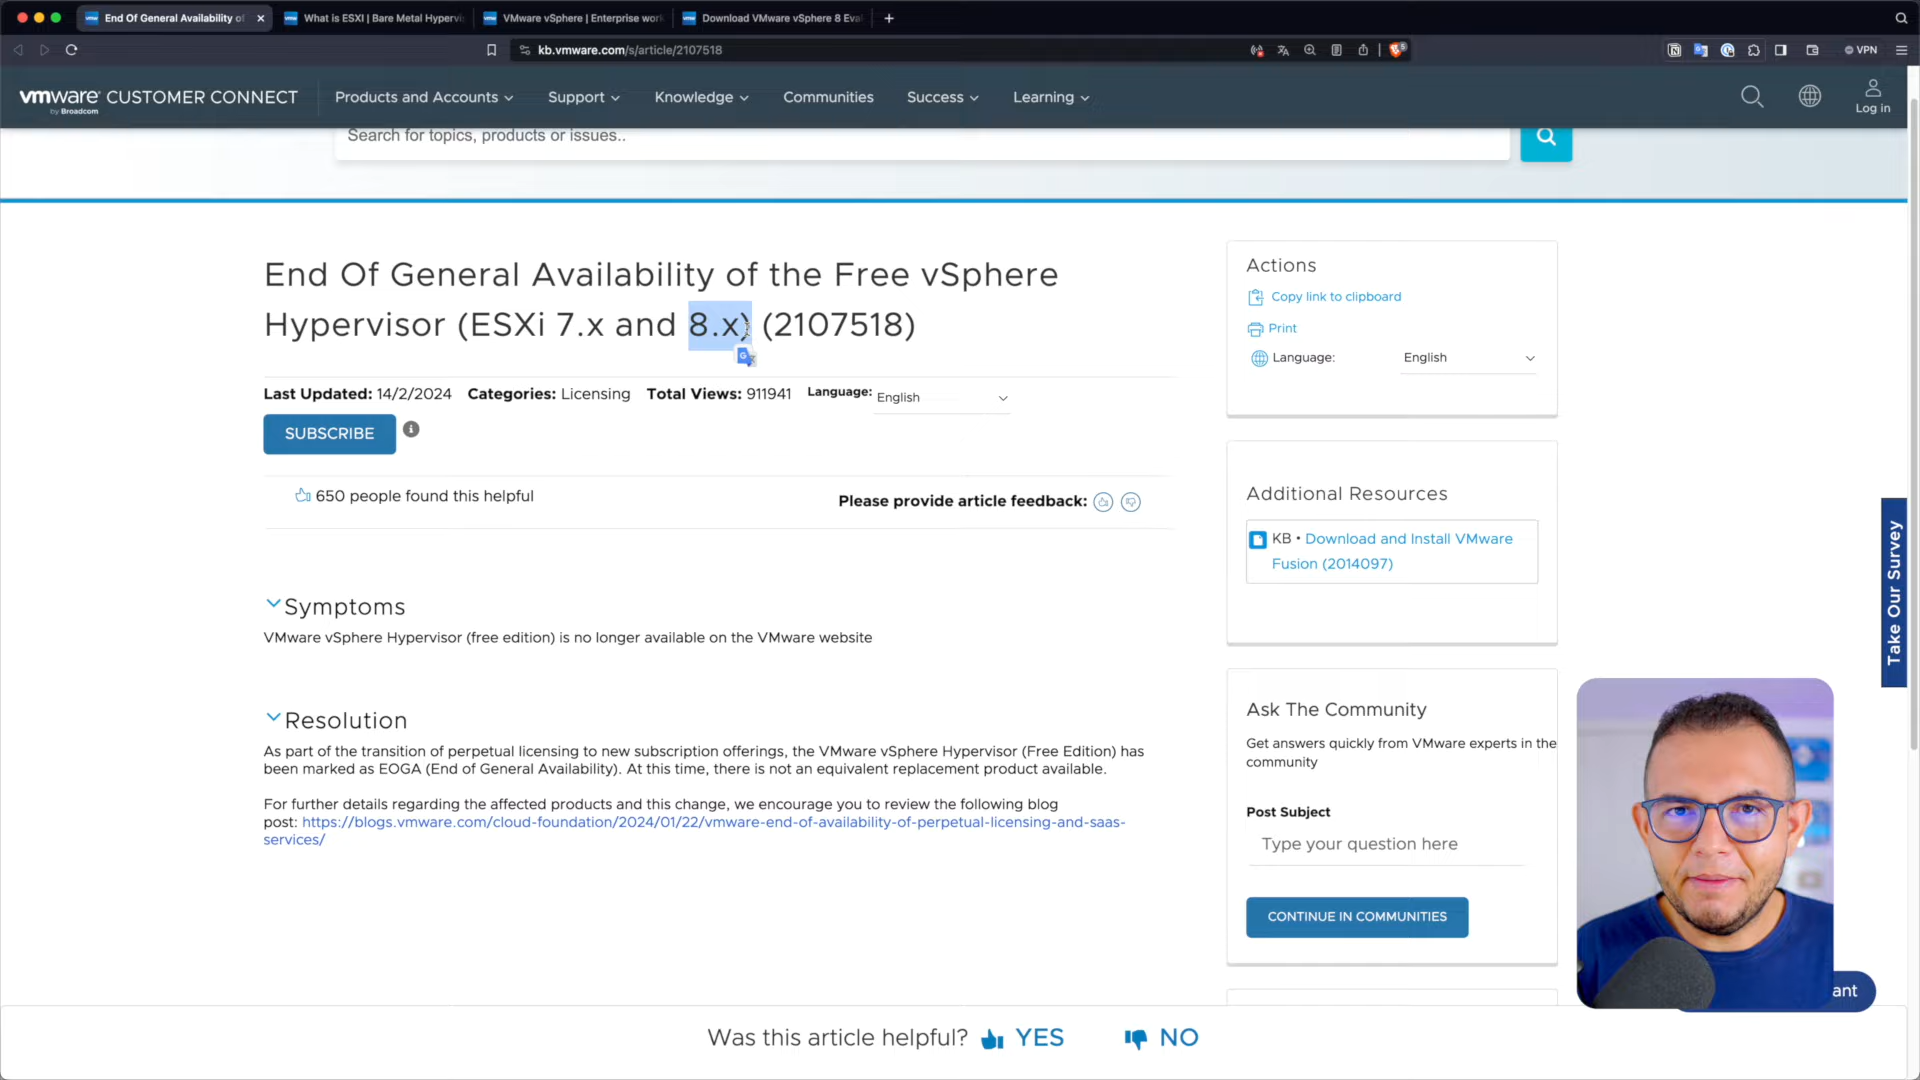 End Of General Availability of
What is ESXI | Bare Metal Hypervi
VMware vSphere | Enterprise wor
Download VMware vSphere 8 Eva
kb.vmware.com/s/article/2107518
5
VPN
vmware CUSTOMER CONNECT
by Broadcom
Products and Accounts
Support
Knowledge
Communities
Success
Learning
Log in
Search for topics, products or issues..
End Of General Availability of the Free vSphere
Hypervisor (ESXi 7.x and 8.x) (2107518)
Last Updated: 14/2/2024 Categories: Licensing Total Views: 911941 Language: English
SUBSCRIBE
650 people found this helpful
Please provide article feedback:
Symptoms
VMware vSphere Hypervisor (free edition) is no longer available on the VMware website
Resolution
As part of the transition of perpetual licensing to new subscription offerings, the VMware vSphere Hypervisor (Free Edition) has
been marked as EOGA (End of General Availability). At this time, there is not an equivalent replacement product available.
For further details regarding the affected products and this change, we encourage you to review the following blog
post: https://blogs.vmware.com/cloud-foundation/2024/01/22/vmware-end-of-availability-of-perpetual-licensing-and-saas-
services/
Actions
Copy link to clipboard
Print
Language: English
Additional Resources
KB • Download and Install VMware
Fusion (2014097)
Ask The Community
Get answers quickly from VMware experts in the
community
Post Subject
Type your question here
CONTINUE IN COMMUNITIES
Take Our Survey
ant
Was this article helpful? YES NO